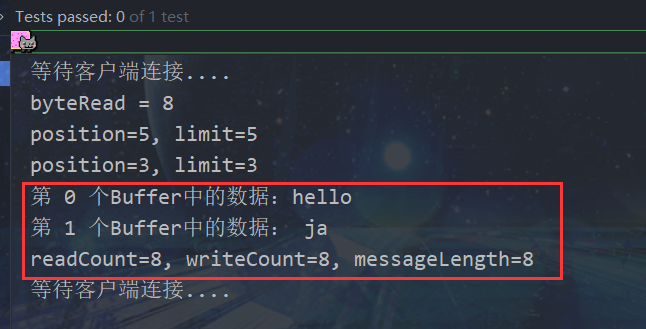 Tests passed: 0 of 1 test
等待客户端连接....
byteRead = 8
position=5, limit=5
position=3, limit=3
第 0 个Buffer中的数据：hello
第 1 个Buffer中的数据： ja
readCount=8, writeCount=8, messageLength=8
等待客户端连接....